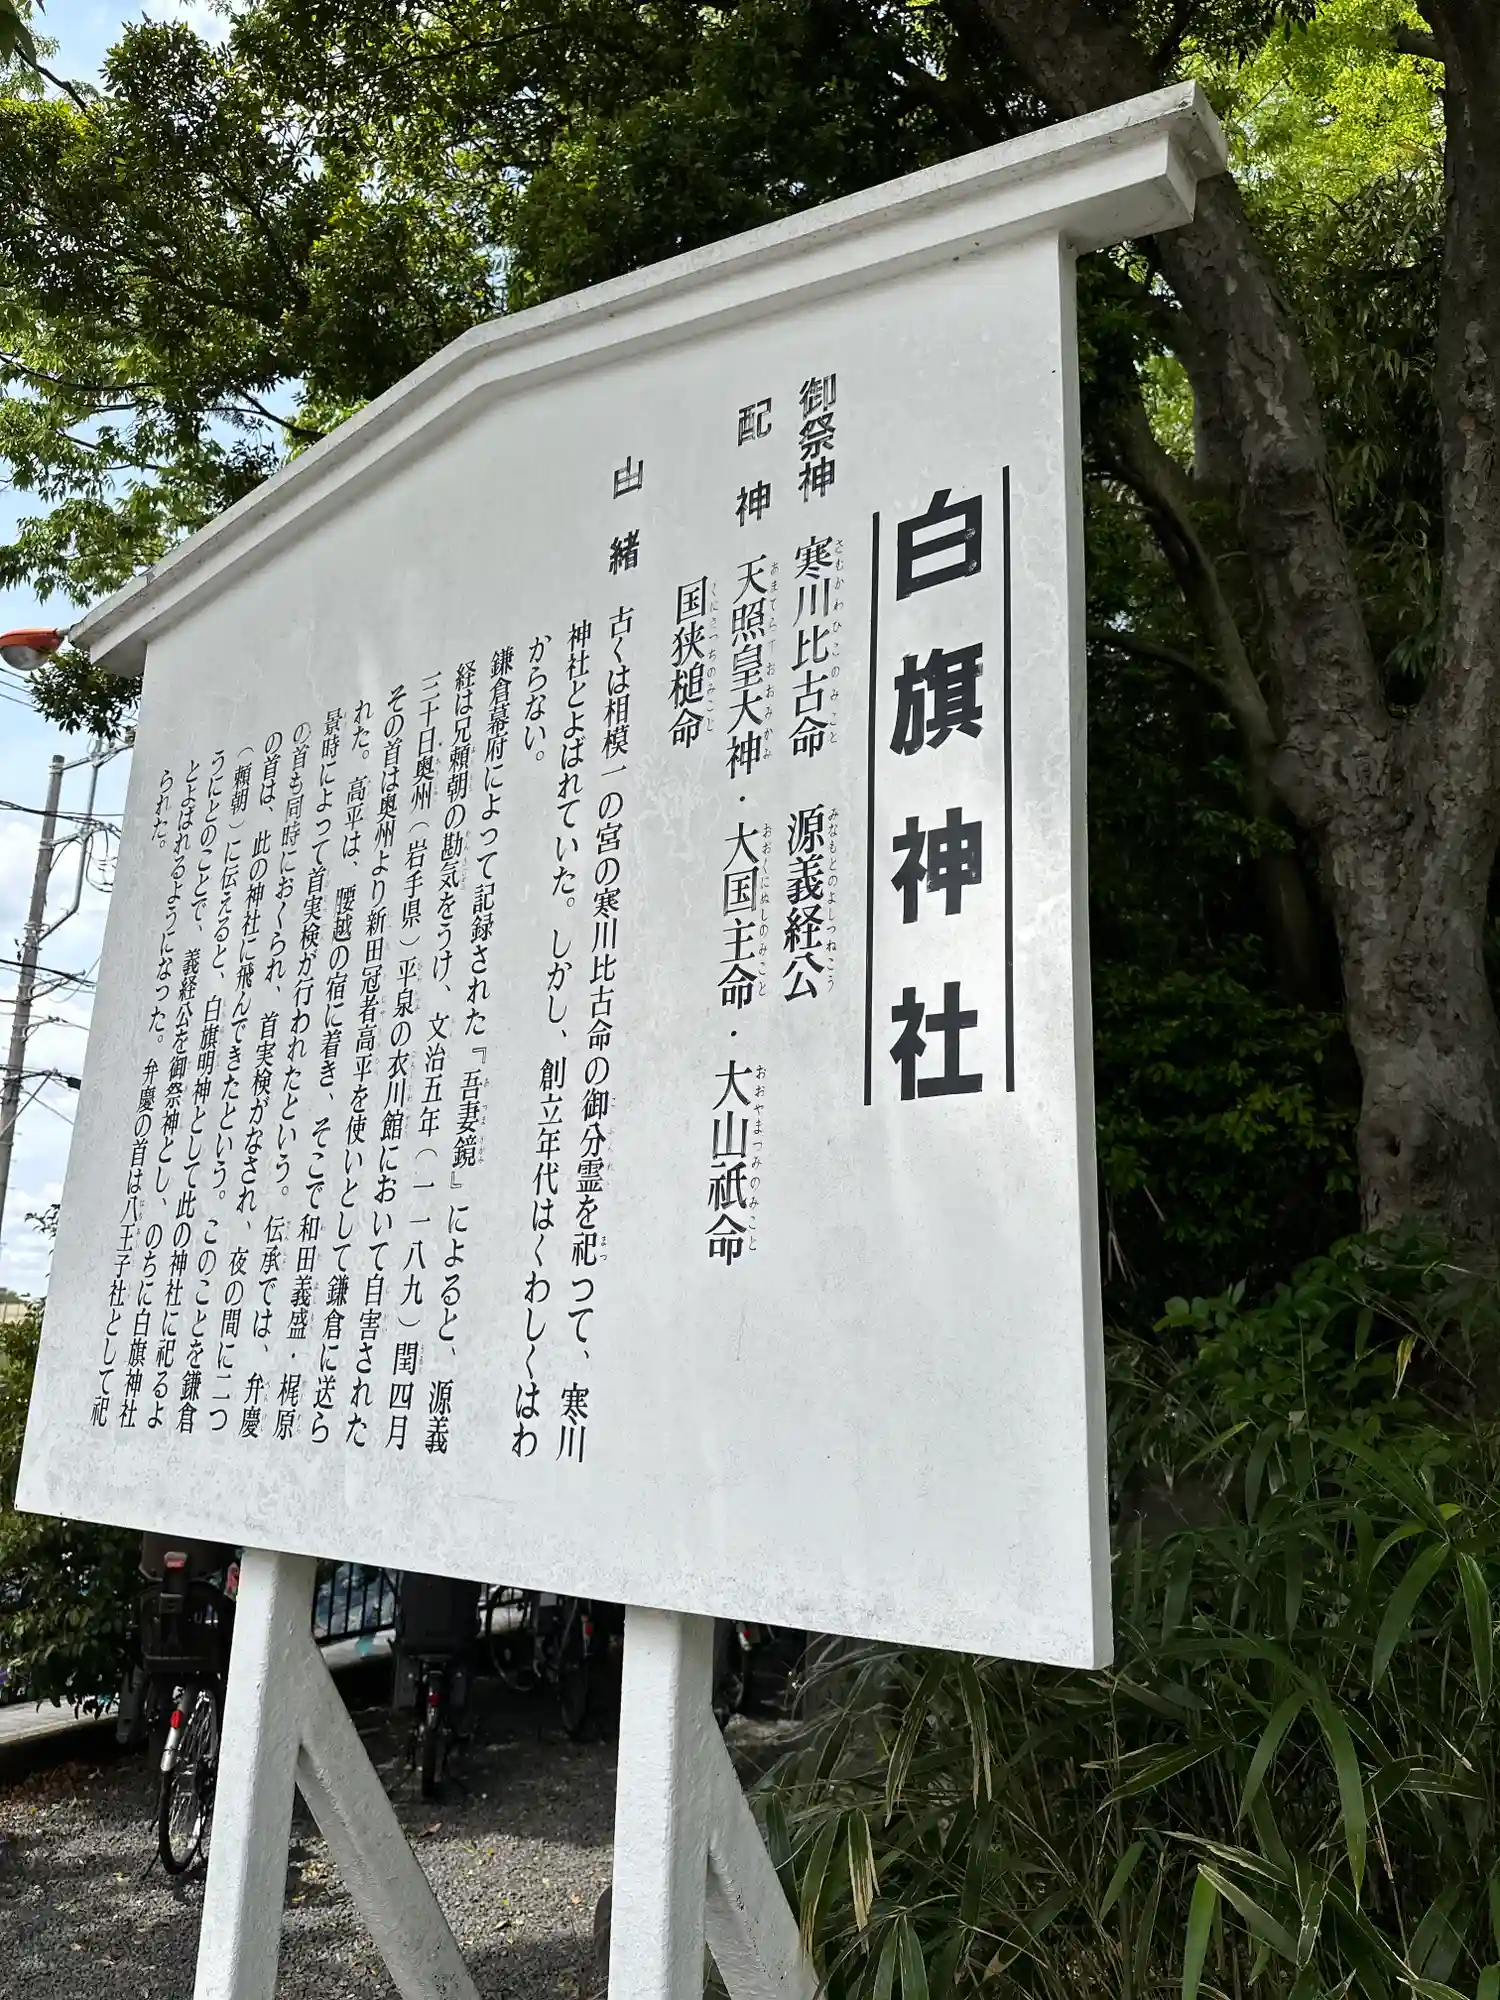 白旗神社
御祭神 寒川比古命 源義経公
配神 天照皇大神・大国主命・大山祇命
国狭槌命
由緒 古くは相模一の宮の寒川比古命の御分霊を祀つて、寒川
神社とよばれていた。しかし、創立年代はくわしくはわ
からない。
鎌倉幕府によって記録された『吾妻鏡』によると、源義
経は兄頼朝の勘気をうけ、文治五年（一一八九）閏四月
三十日奥州（岩手県）平泉の衣川館において自害された
その首は奥州より新田冠者高平を使いとして鎌倉に送ら
れた。高平は、腰越の宿に着き、そこで和田義盛・梶原
景時によって首実検が行われたという。伝承では、弁慶
の首も同時におくられ、首実検がなされ、夜の間に二つ
の首は、此の神社に飛んできたという。このことを鎌倉
（頼朝）に伝えると、白旗明神として此の神社に祀るよ
うにとのことで、義経公を御祭神とし、のちに白旗神社
とよばれるようになった。弁慶の首は八王子社として祀
られた。